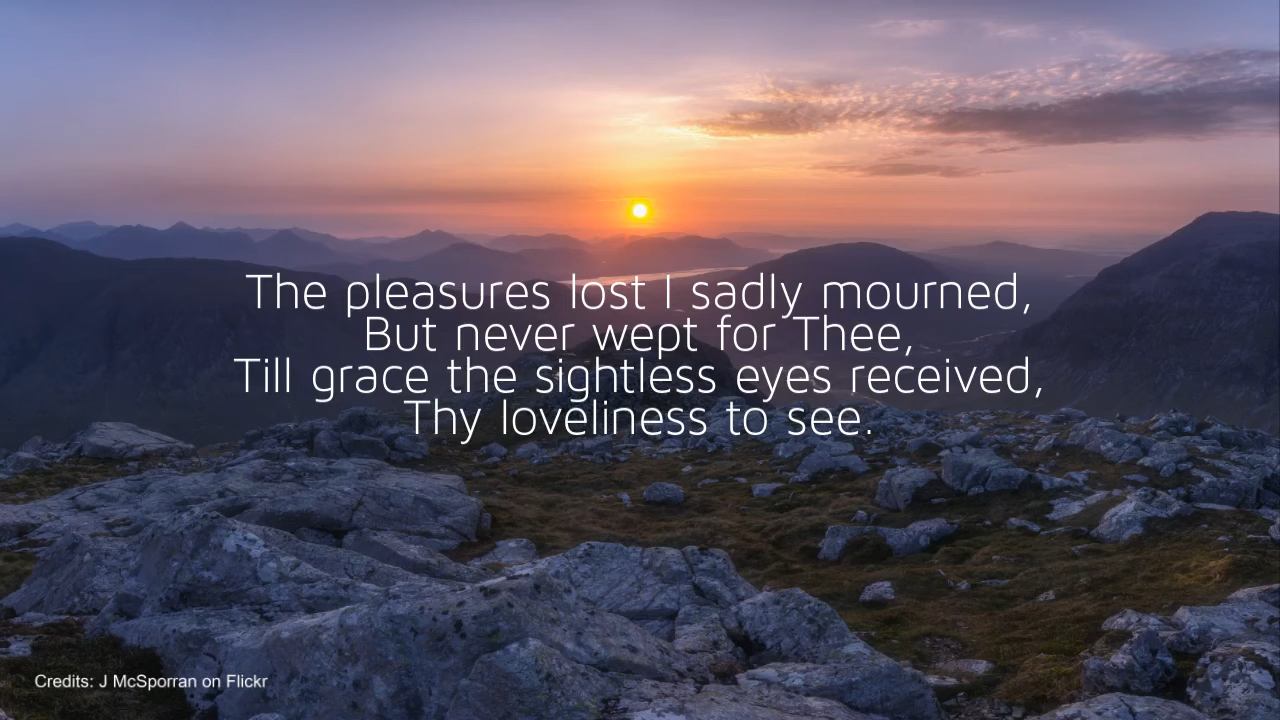 The pleasures lost I sadly mourned,
But never wept for Thee,
Till grace the sightless eyes received,
Thy loveliness to see.
Credits: J McSporran on Flickr